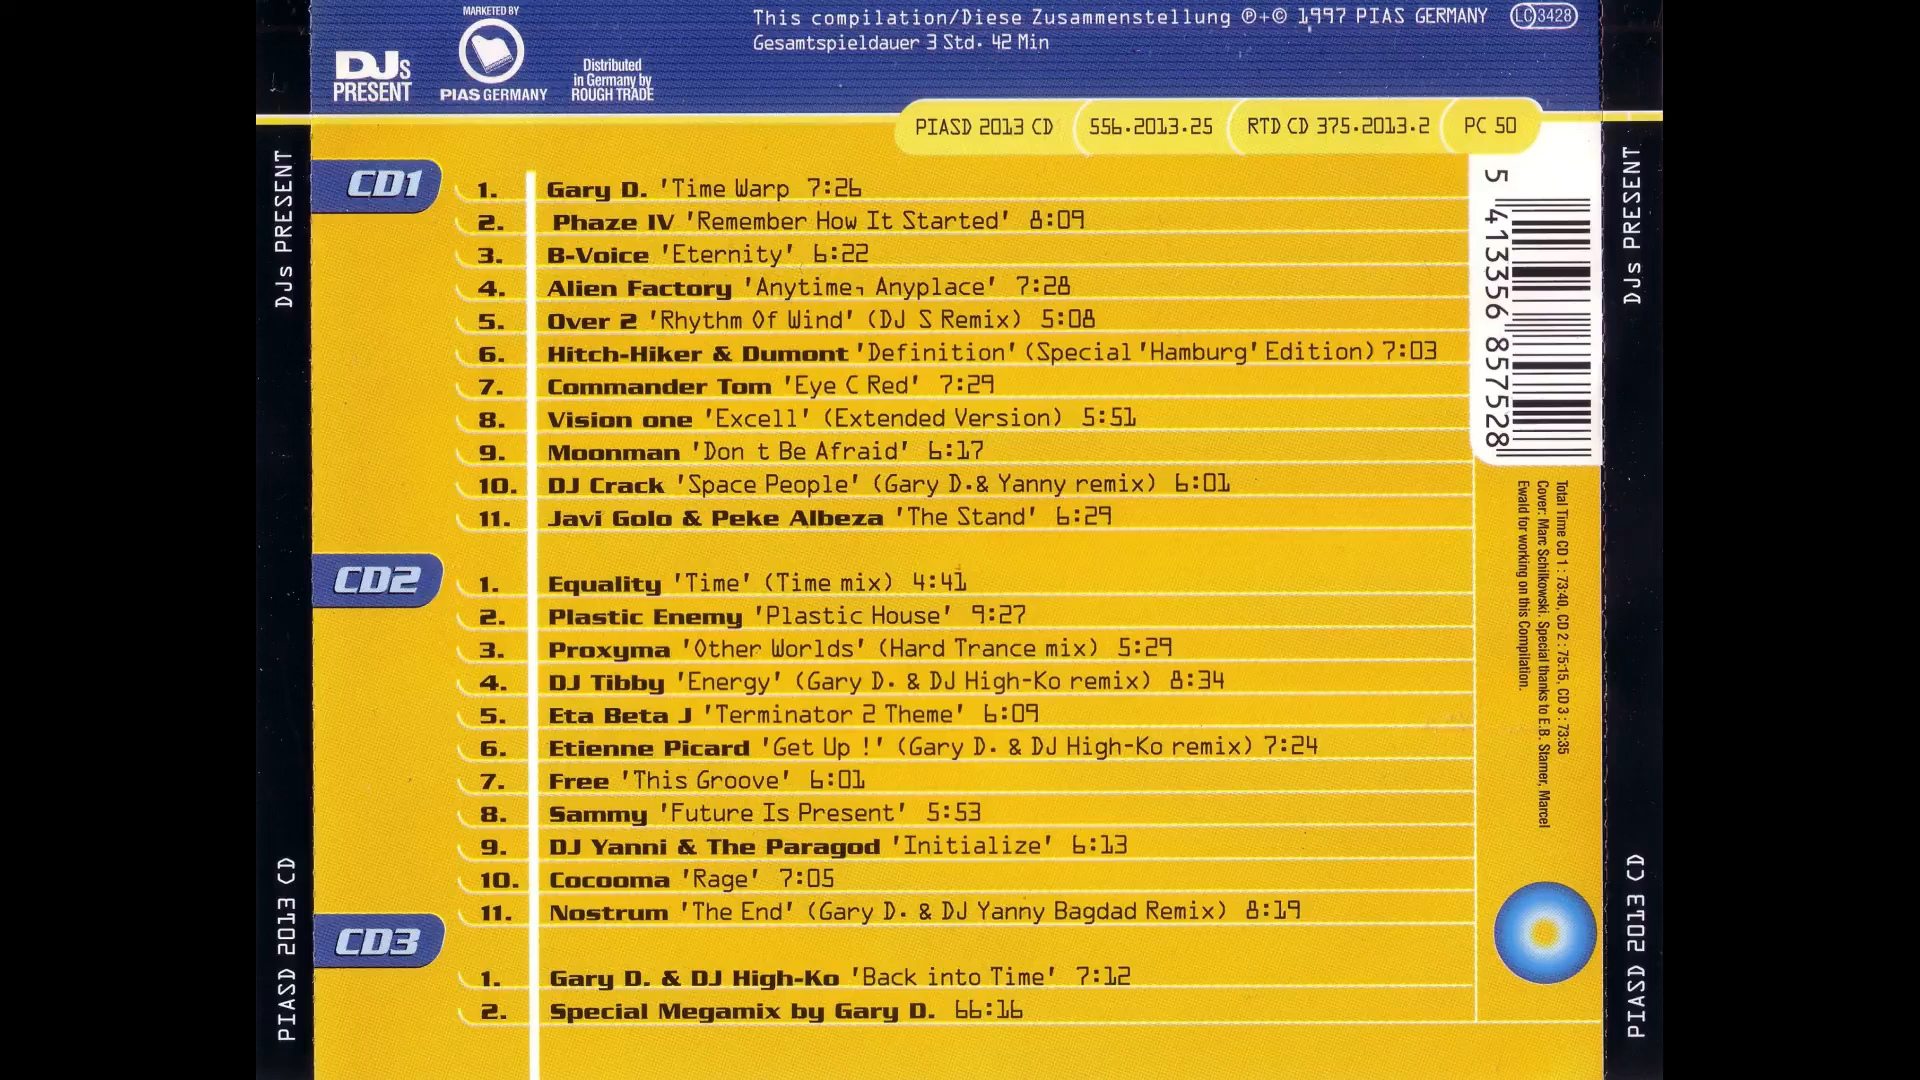 MARKETED BY
This compilation/Diese Zusammenstellung ℗+© 1997 PIAS GERMANY
LC 3428
Gesamtspieldauer 3 Std. 42 Min
DJs
PRESENT
PIAS GERMANY
Distributed
in Germany by
ROUGH TRADE
PIASD 2013 CD
556.2013.25
RTD CD 375.2013.2
PC 50
DJs PRESENT
PIASD 2013 CD
CD1
1. Gary D. 'Time Warp 7:26
2. Phaze IV 'Remember How It Started' 8:09
3. B-Voice 'Eternity' 6:22
4. Alien Factory 'Anytime, Anyplace' 7:28
5. Over 2 'Rhythm Of Wind' (DJ S Remix) 5:08
6. Hitch-Hiker & Dumont 'Definition' (Special 'Hamburg' Edition) 7:03
7. Commander Tom 'Eye C Red' 7:29
8. Vision one 'Excell' (Extended Version) 5:51
9. Moonman 'Don t Be Afraid' 6:17
10. DJ Crack 'Space People' (Gary D.& Yanny remix) 6:01
11. Javi Golo & Peke Albeza 'The Stand' 6:29
CD2
1. Equality 'Time' (Time mix) 4:41
2. Plastic Enemy 'Plastic House' 9:27
3. Proxyma 'Other Worlds' (Hard Trance mix) 5:29
4. DJ Tibby 'Energy' (Gary D. & DJ High-Ko remix) 8:34
5. Eta Beta J 'Terminator 2 Theme' 6:09
6. Etienne Picard 'Get Up !' (Gary D. & DJ High-Ko remix) 7:24
7. Free 'This Groove' 6:01
8. Sammy 'Future Is Present' 5:53
9. DJ Yanni & The Paragod 'Initialize' 6:13
10. Cocooma 'Rage' 7:05
11. Nostrum 'The End' (Gary D. & DJ Yanny Bagdad Remix) 8:19
CD3
1. Gary D. & DJ High-Ko 'Back into Time' 7:12
2. Special Megamix by Gary D. 66:16
5 413356 857528
Total Time CD 1 : 73:40, CD 2 : 75:15, CD 3 : 73:35
Cover: Marc Schilkowski. Special thanks to E.B. Starner, Marcel
Ewald for working on this Compilation.
DJs PRESENT
PIASD 2013 CD